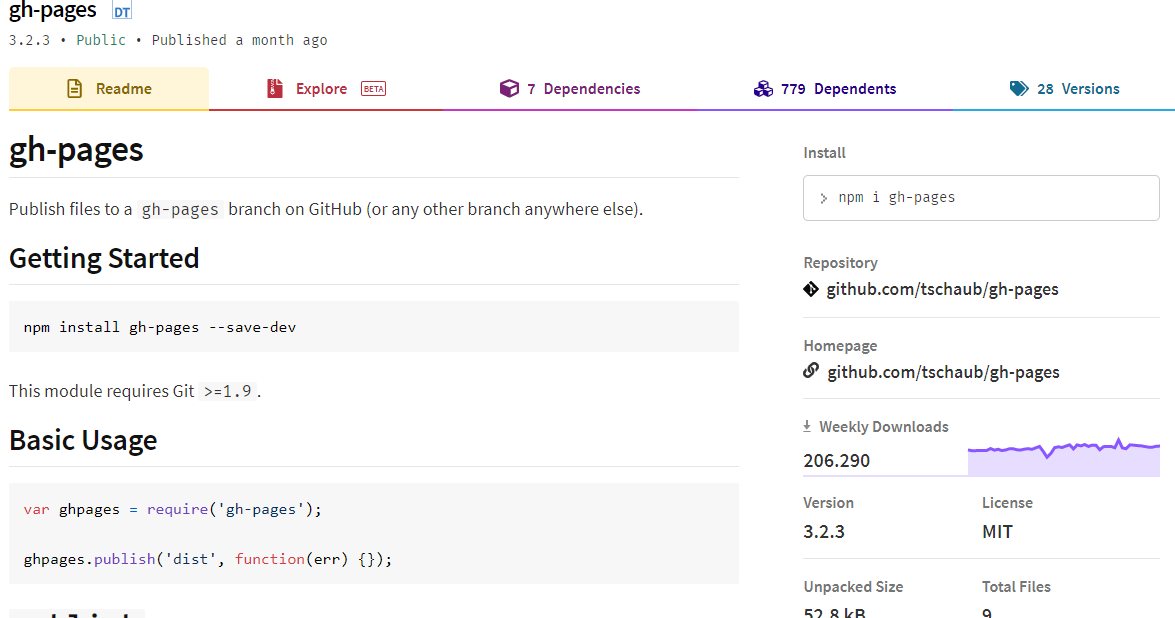 gh-pages DT
3.2.3 • Public • Published a month ago
Readme
Explore BETA
7 Dependencies
779 Dependents
28 Versions
gh-pages
Publish files to a gh-pages branch on GitHub (or any other branch anywhere else).
Getting Started
npm install gh-pages --save-dev
This module requires Git >=1.9.
Basic Usage
var ghpages = require('gh-pages');
ghpages.publish('dist', function(err) {});
Install
> npm i gh-pages
Repository
github.com/tschaub/gh-pages
Homepage
github.com/tschaub/gh-pages
Weekly Downloads
206.290
Version
3.2.3
License
MIT
Unpacked Size
52.8 kB
Total Files
9